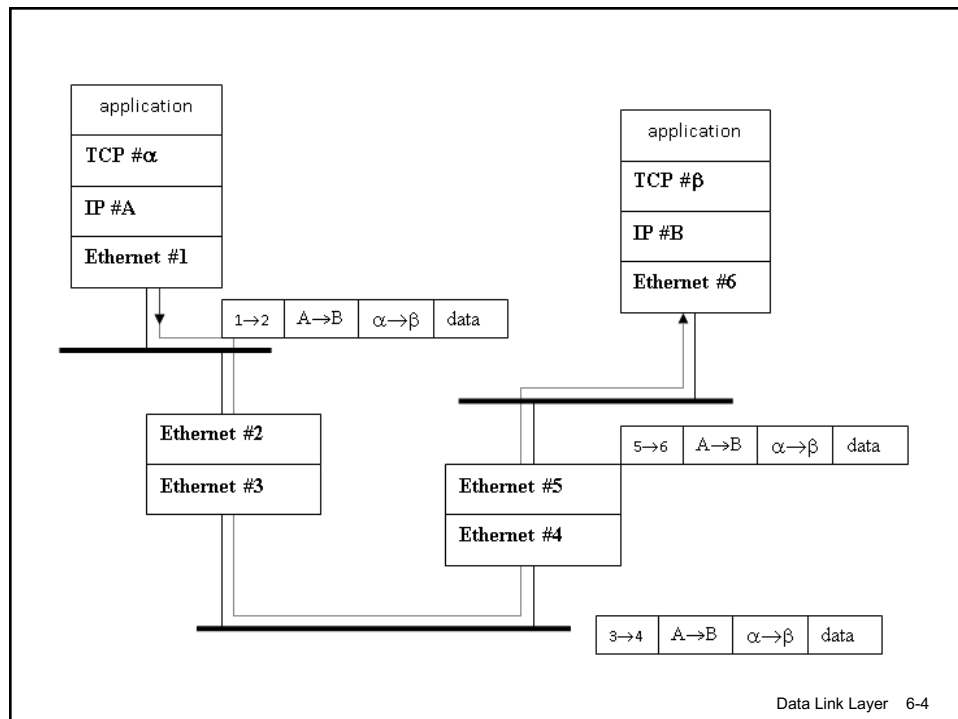 application
TCP #α
IP #A
Ethernet #1
application
TCP #β
IP #B
Ethernet #6
1→2 A→B α→β data
Ethernet #2
Ethernet #3
5→6 A→B α→β data
Ethernet #5
Ethernet #4
3→4 A→B α→β data
Data Link Layer 6-4